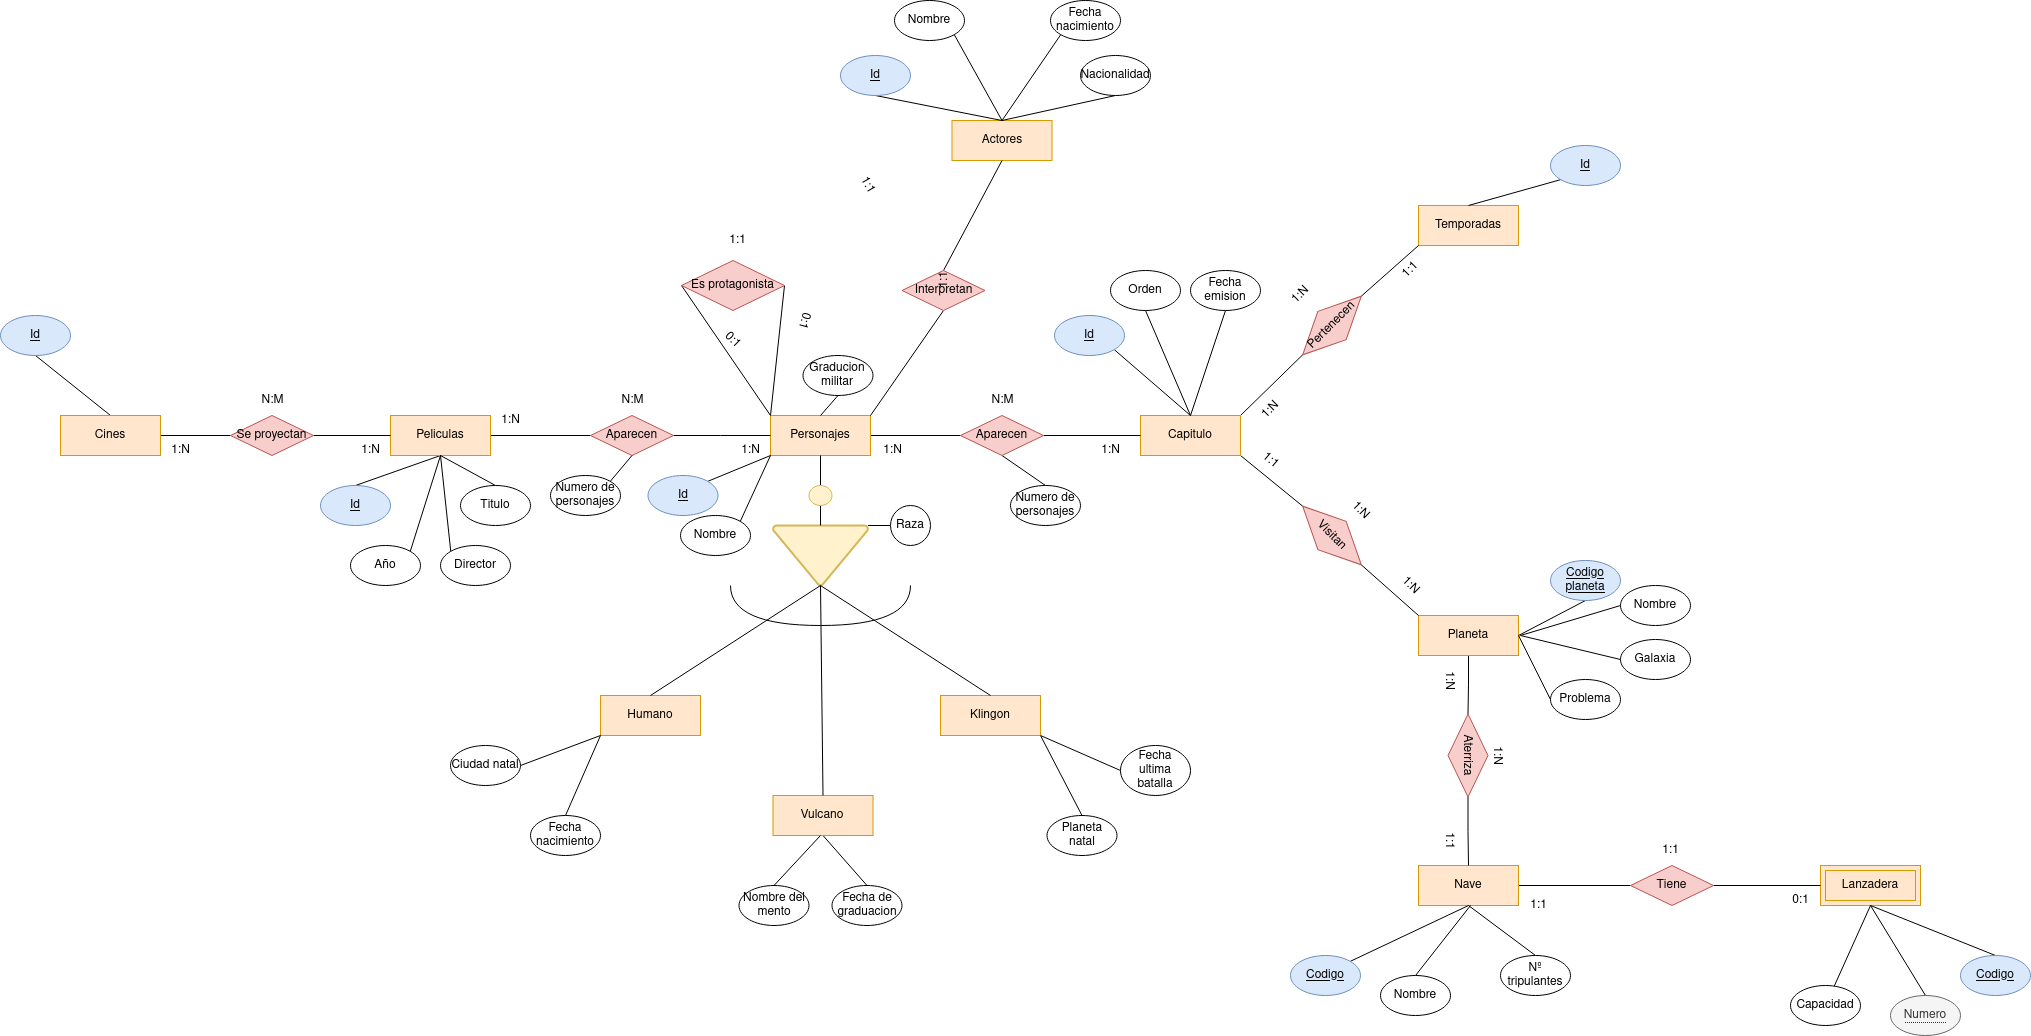 Nombre
Fecha
nacimiento
Id
Nacionalidad
Actores
1:1
Id
Temporadas
1:1
1:1
1:N
Pertenecen
Es protagonista
0:1
0:1
1:1
Interpretan
Orden
Fecha
emision
Id
Id
Graducion
militar
1:N
Cines
1:N
N:M
Se proyectan
1:N
Peliculas
1:N
N:M
Aparecen
1:N
Personajes
1:N
N:M
Aparecen
1:N
Capitulo
1:1
Id
Titulo
Año
Director
Numero de
personajes
Id
Nombre
Raza
Numero de
personajes
1:N
Visitan
1:N
Codigo
planeta
Nombre
Planeta
Galaxia
Problema
Humano
Klingon
Ciudad natal
Fecha
nacimiento
Vulcano
Fecha
ultima
batalla
Planeta
natal
Nombre del
mento
Fecha de
graduacion
1:N
Aterriza
1:N
1:1
Nave
1:1
1:1
Tiene
0:1
Lanzadera
Codigo
Nombre
Nº
tripulantes
Capacidad
Numero
Codigo